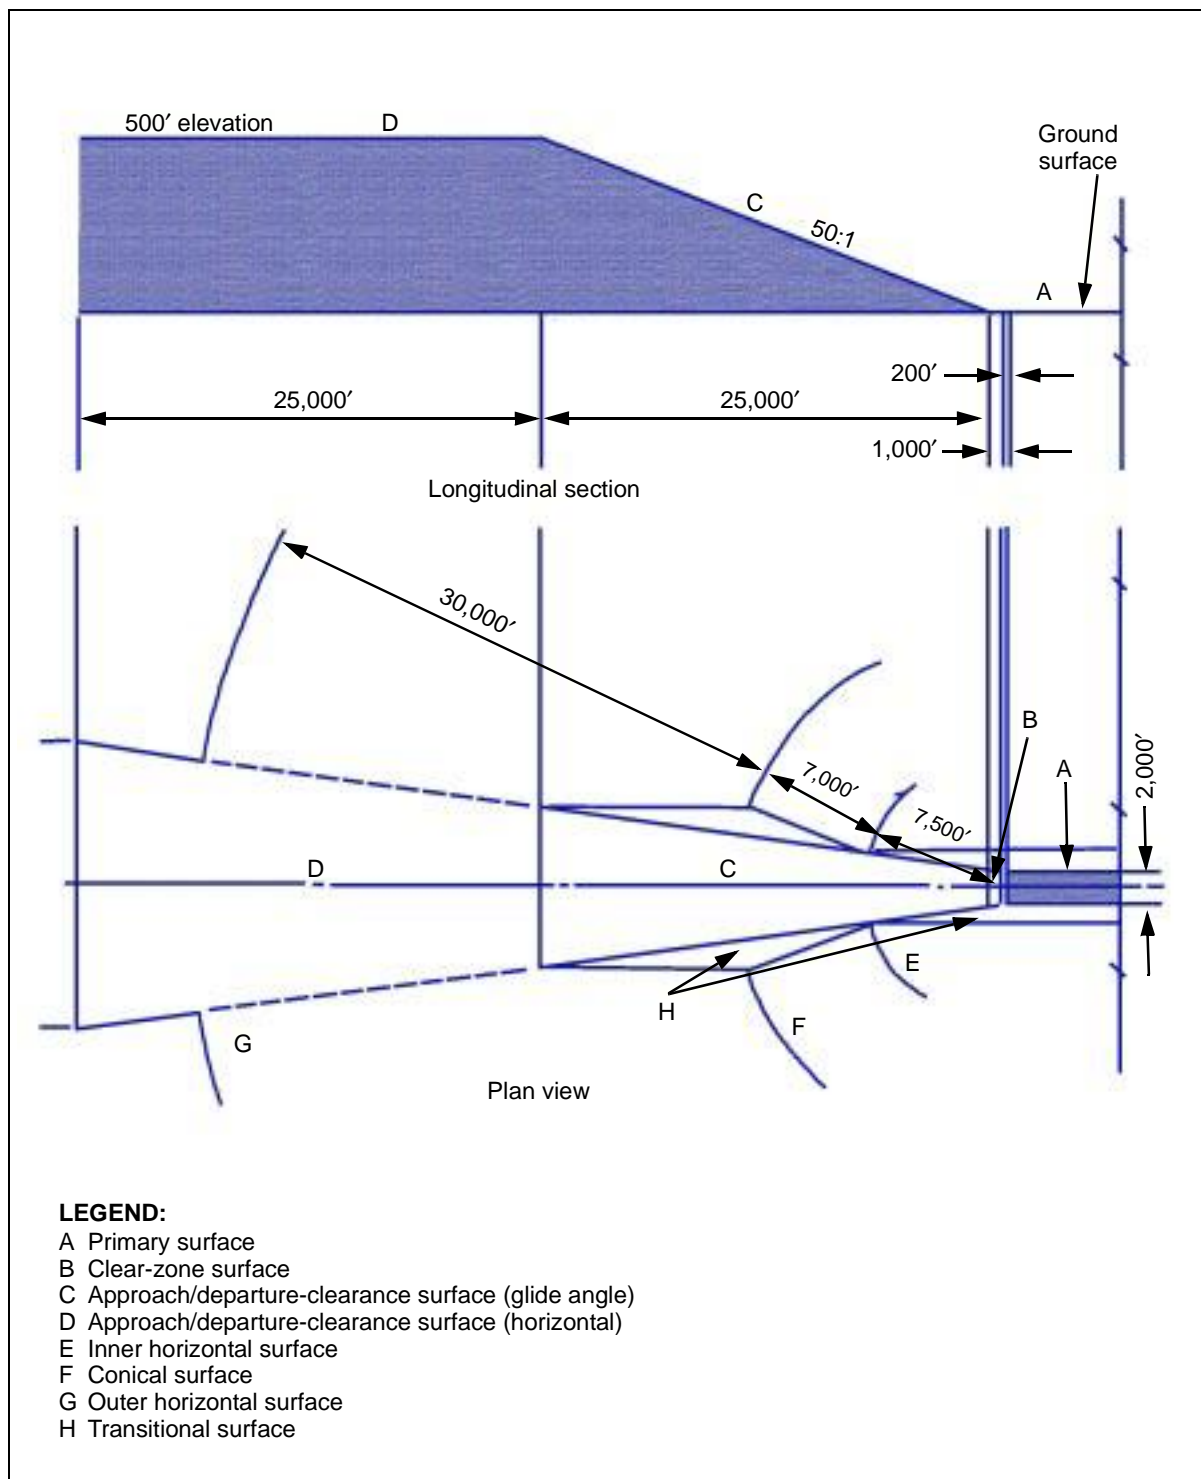 500′ elevation
D
Ground
surface
C
50:1
A
200′
25,000′
25,000′
1,000′
Longitudinal section
30,000′
B
A
2,000′
7,000′
7,500′
D
C
E
H
F
G
Plan view
LEGEND:
A Primary surface
B Clear-zone surface
C Approach/departure-clearance surface (glide angle)
D Approach/departure-clearance surface (horizontal)
E Inner horizontal surface
F Conical surface
G Outer horizontal surface
H Transitional surface